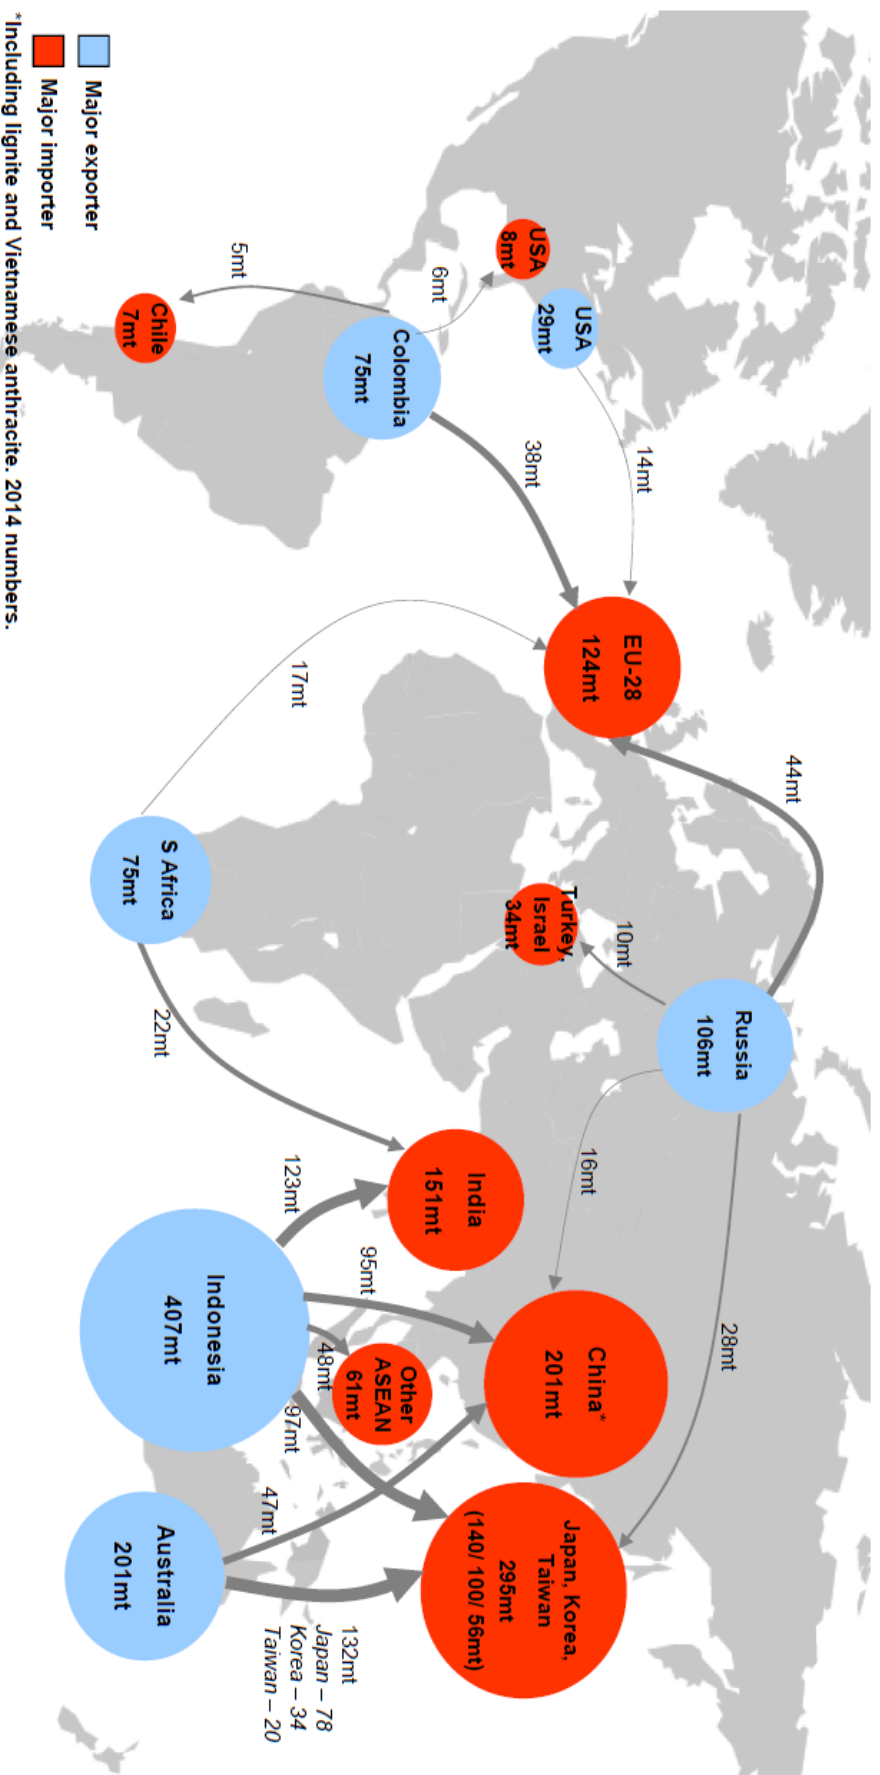 USA
8mt
USA
29mt
14mt
6mt
5mt
Chile
7mt
Colombia
75mt
38mt
EU-28
124mt
44mt
17mt
S Africa
75mt
22mt
Turkey,
Israel
34mt
10mt
Russia
106mt
16mt
28mt
India
151mt
123mt
95mt
Indonesia
407mt
48mt
Other
ASEAN
61mt
97mt
China*
201mt
47mt
Japan, Korea,
Taiwan
295mt
(140/ 100/ 56mt)
Australia
201mt
132mt
Japan – 78
Korea – 34
Taiwan – 20
Major exporter
Major importer
*Including lignite and Vietnamese anthracite. 2014 numbers.